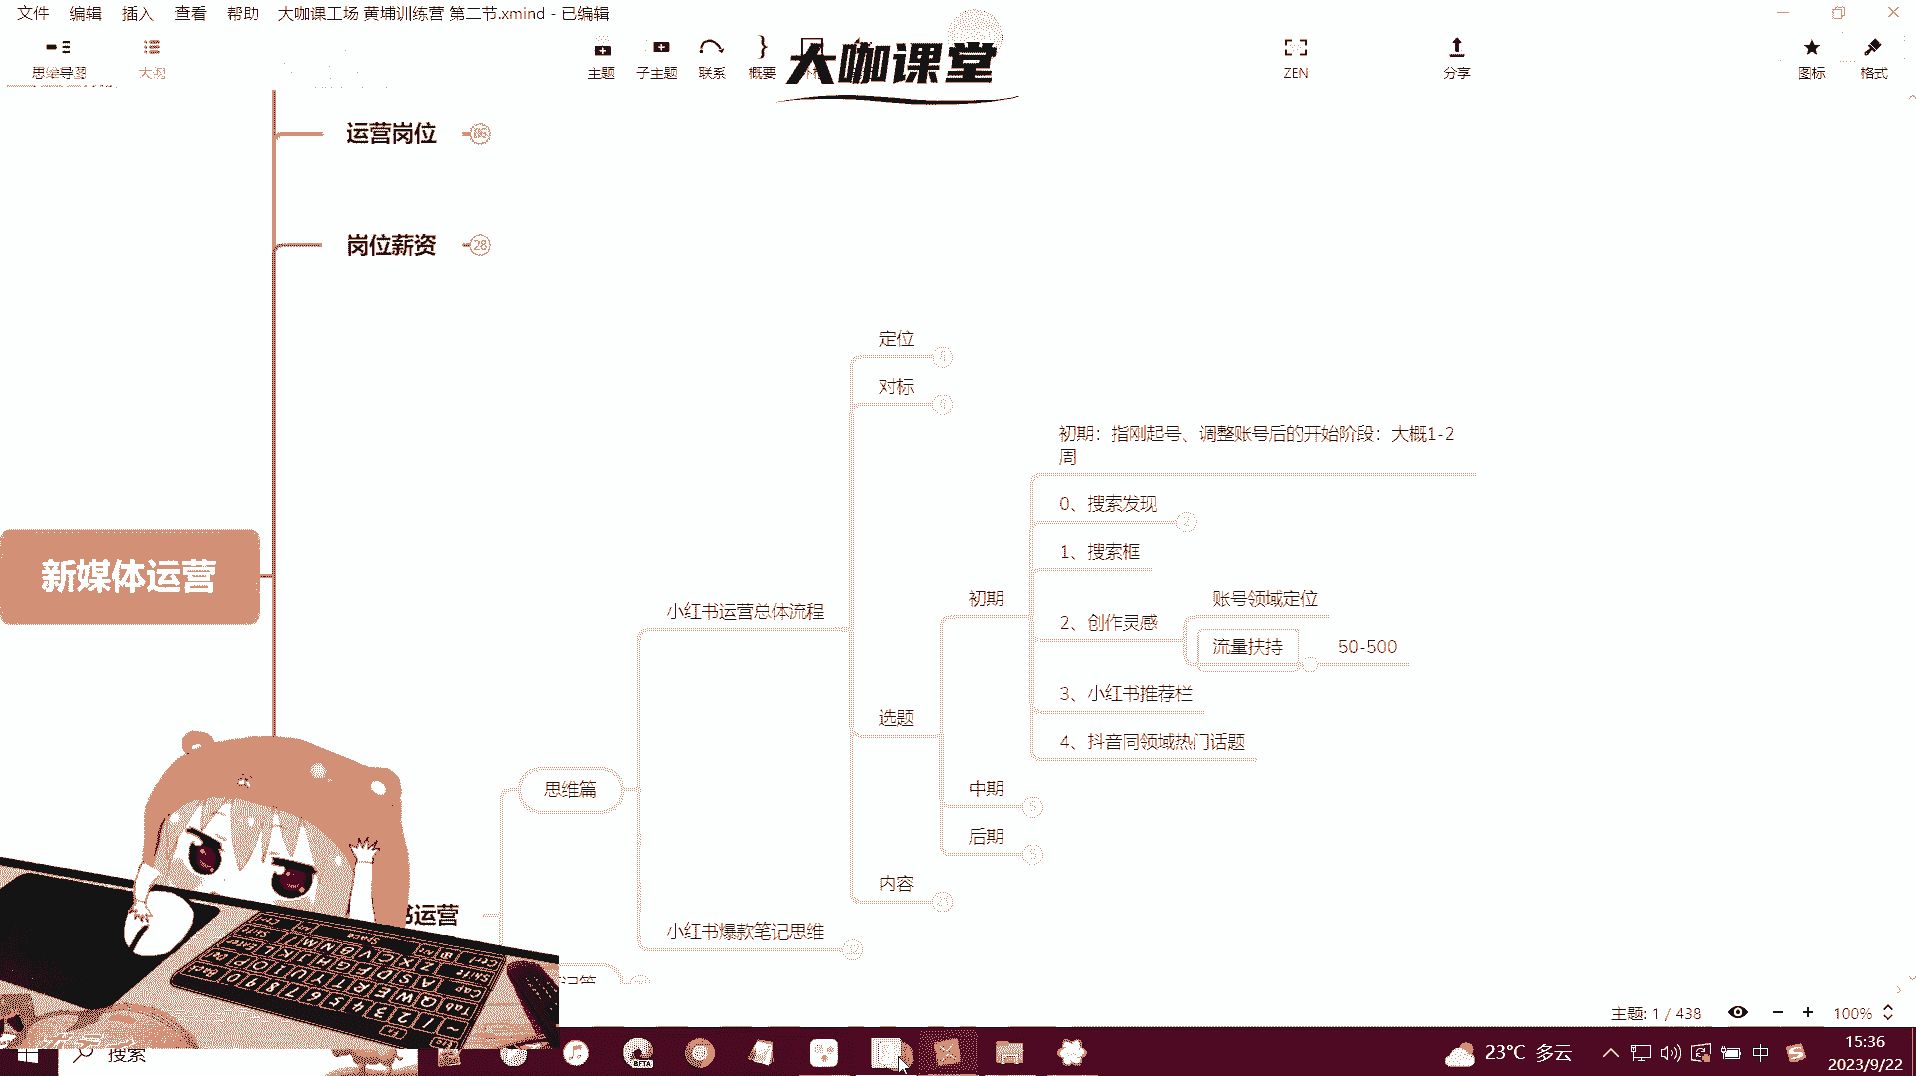 文件 编辑 插入 查看 帮助 大咖课工场 黄埔训练营 第二节.xmind - 已编辑
思维导图 大纲 主题 子主题 联系 概要 ZEN 分享 图标 格式
大咖课堂
运营岗位
岗位薪资 28
定位
对标
初期：指刚起号、调整账号后的开始阶段：大概1-2
周
0、搜索发现 2
1、搜索框
新媒体运营
小红书运营总体流程
初期
2、创作灵感
账号领域定位
流量扶持 50-500
3、小红书推荐栏
选题
4、抖音同领域热门话题
思维篇
中期 5
后期 5
内容 21
运营
小红书爆款笔记思维
主题: 1 / 438 100%
搜索
BETA
23°C 多云
中
15:36
2023/9/22